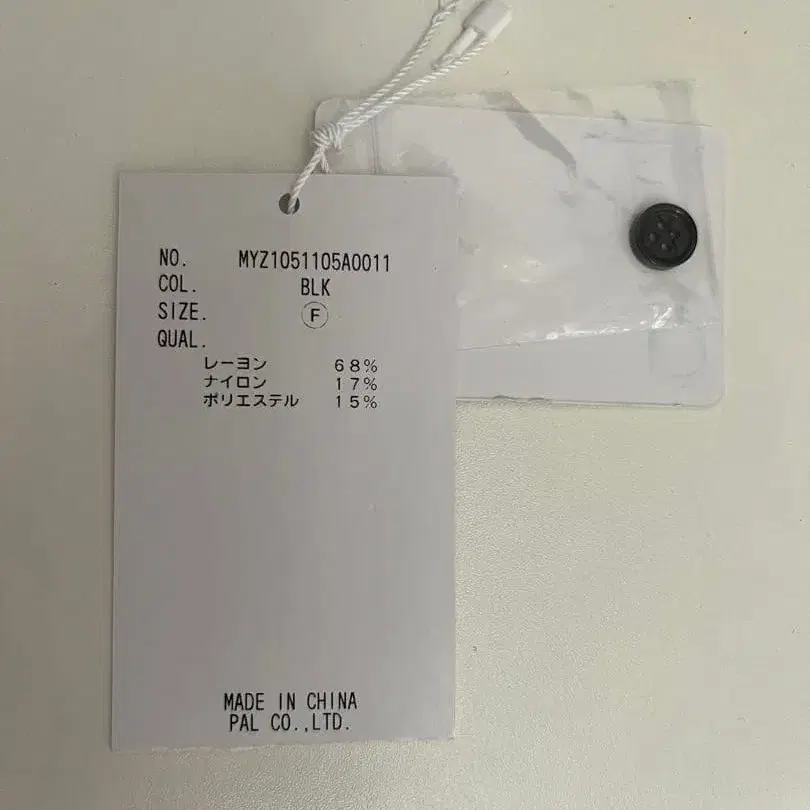 NO. MYZ1051105A0011
COL. BLK
SIZE. Ⓕ
QUAL.
レーヨン 68%
ナイロン 17%
ポリエステル 15%
MADE IN CHINA
PAL CO.,LTD.